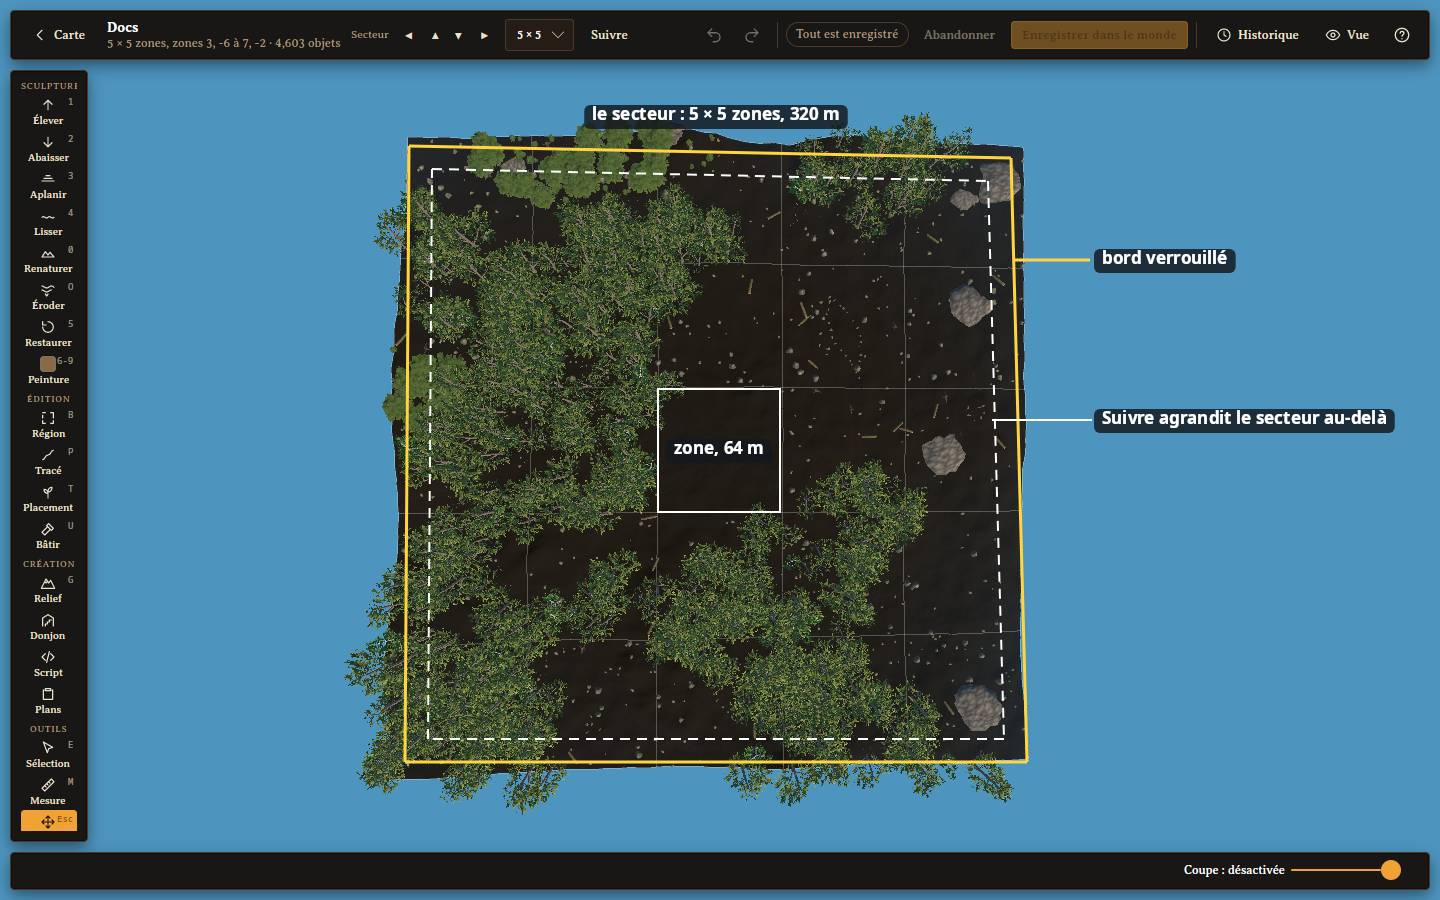 Carte
Docs
5 × 5 zones, zones 3, -6 à 7, -2 · 4,603 objets
Secteur
5 × 5
Suivre
Tout est enregistré
Abandonner
Enregistrer dans le monde
Historique
Vue
SCULPTURE
1
Élever
2
Abaisser
3
Aplanir
4
Lisser
0
Renaturer
O
Éroder
5
Restaurer
6-9
Peinture
ÉDITION
B
Région
P
Tracé
T
Placement
U
Bâtir
CRÉATION
G
Relief
Donjon
Script
Plans
OUTILS
E
Sélection
M
Mesure
Esc
le secteur : 5 × 5 zones, 320 m
bord verrouillé
Suivre agrandit le secteur au-delà
zone, 64 m
Coupe : désactivée